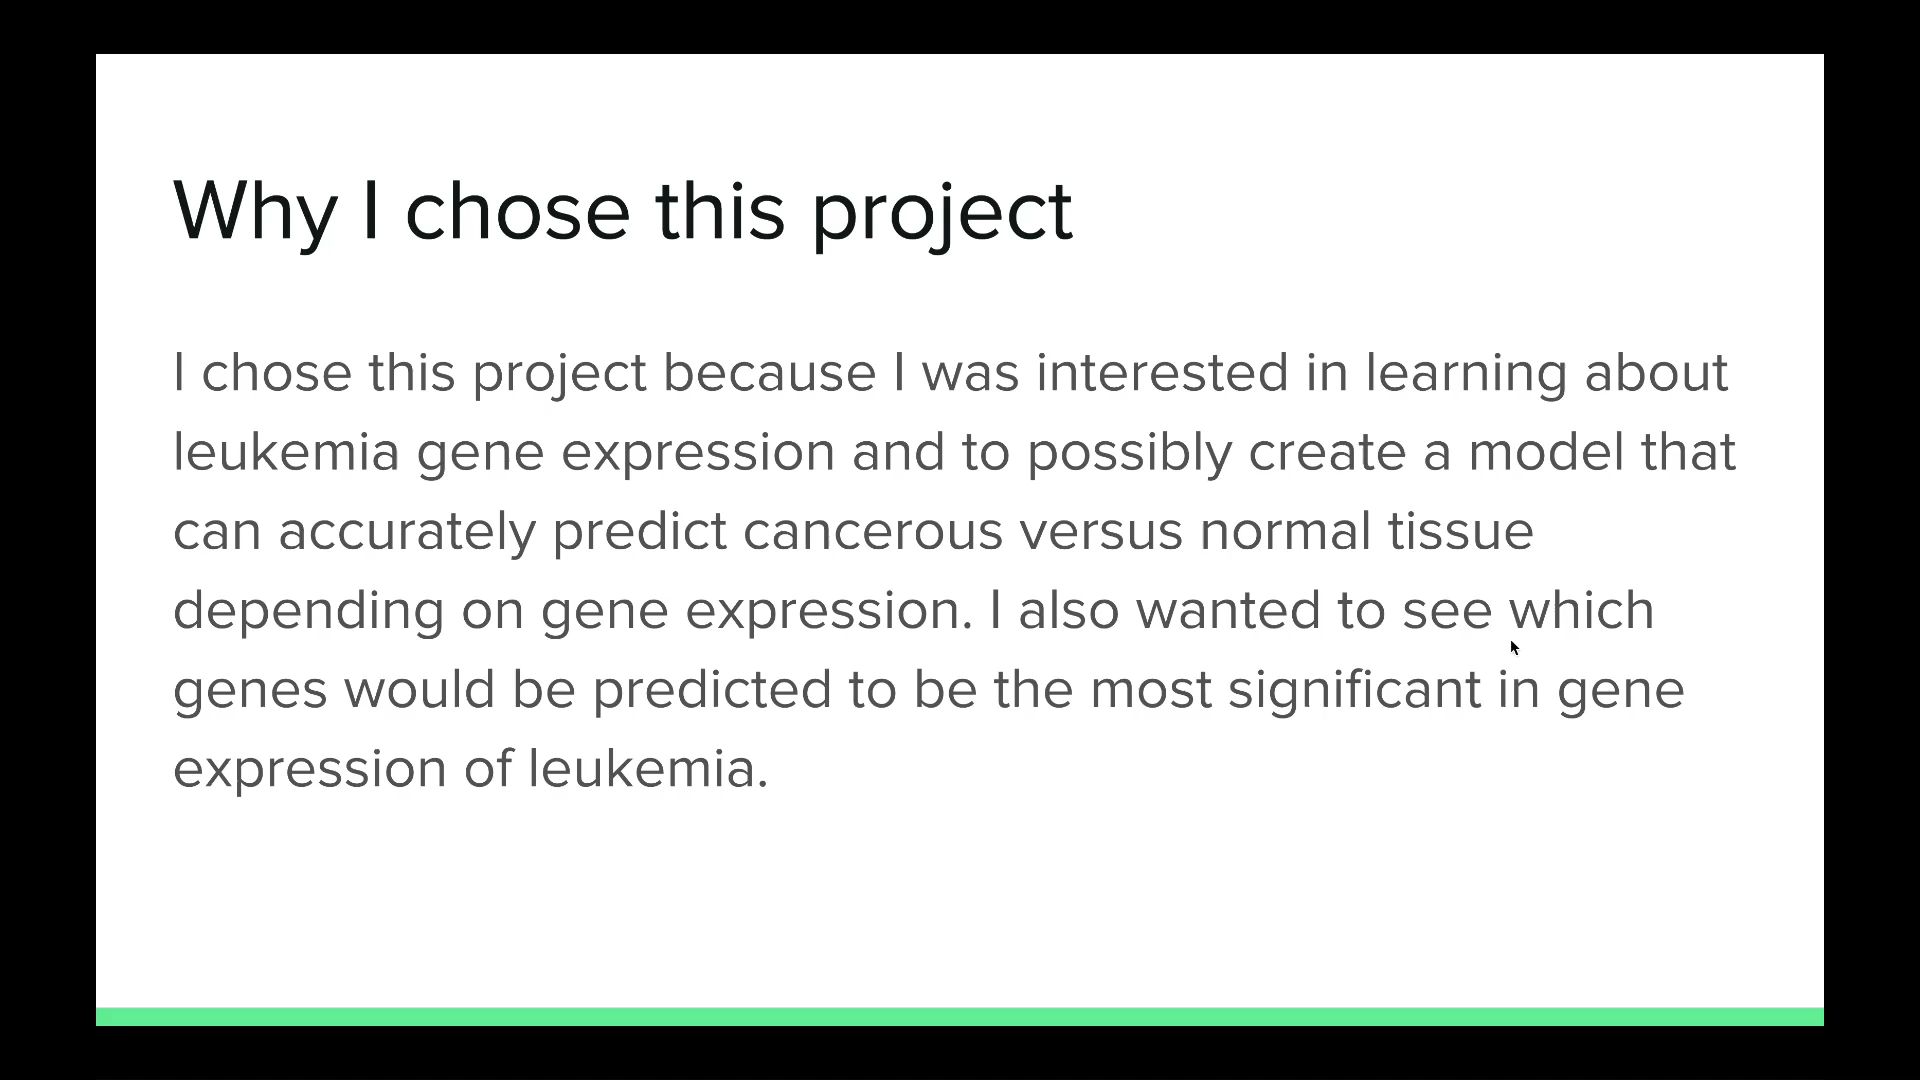 Why I chose this project
I chose this project because I was interested in learning about
leukemia gene expression and to possibly create a model that
can accurately predict cancerous versus normal tissue
depending on gene expression. I also wanted to see which
genes would be predicted to be the most significant in gene
expression of leukemia.